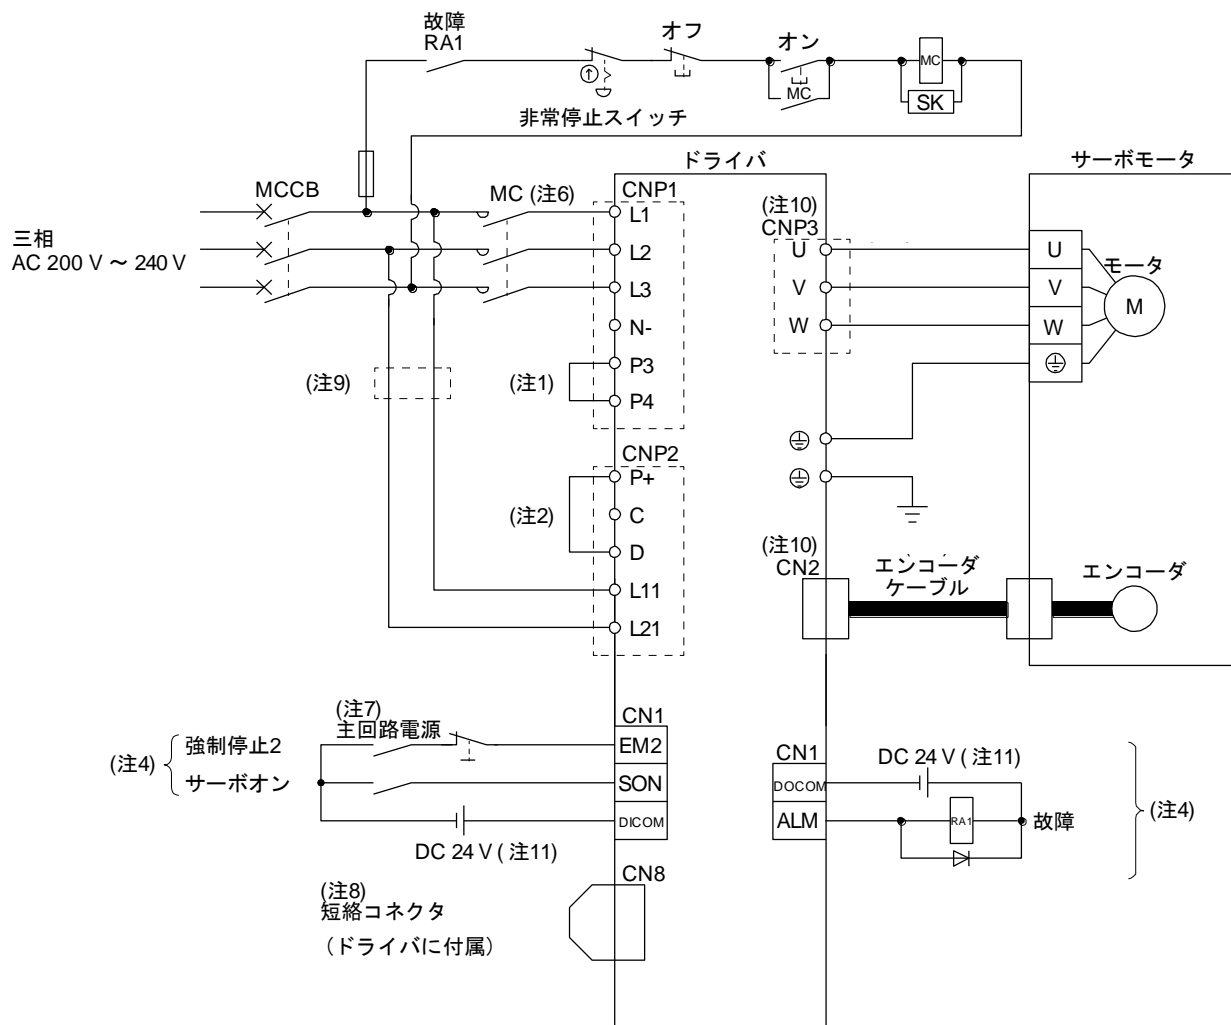 故障
RA1
オフ
オン
MC
MC
SK
非常停止スイッチ
ドライバ
サーボモータ
MCCB
MC (注6)
CNP1
三相
AC 200 V ～ 240 V
L1
L2
L3
N-
P3
P4
(注1)
(注9)
(注10)
CNP3
U
V
W
U
V
W
モータ
M
CNP2
P+
C
D
L11
L21
(注2)
(注10)
CN2
エンコーダ
ケーブル
エンコーダ
(注7)
主回路電源
CN1
(注4)
強制停止2
サーボオン
EM2
SON
DICOM
DC 24 V ( 注11)
CN1
DOCOM
ALM
DC 24 V ( 注11)
RA1
故障
(注4)
CN8
(注8)
短絡コネクタ
（ドライバに付属）